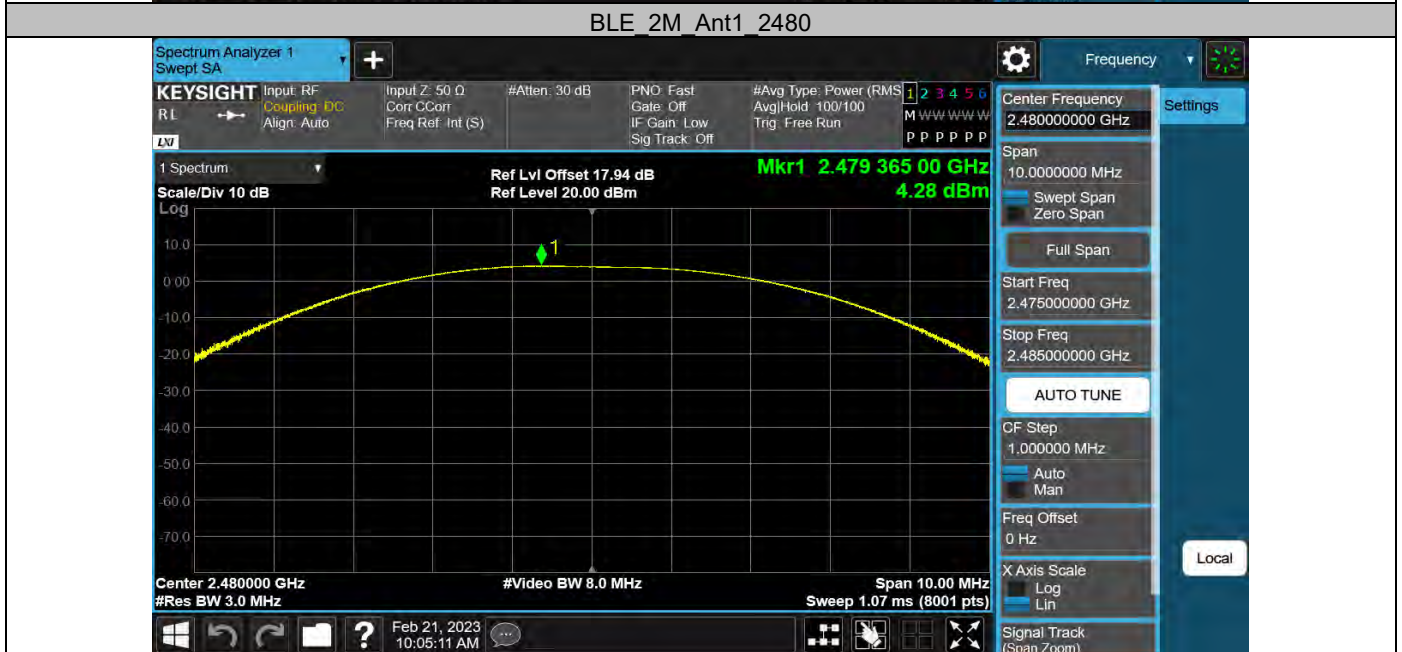 BLE_2M_Ant1_2480
Spectrum Analyzer 1
Swept SA
+
Frequency
KEYSIGHT
RL
LXI
Input: RF
Coupling: DC
Align: Auto
Input Z: 50 Ω
Corr CCorr
Freq Ref: Int (S)
#Atten: 30 dB
PNO: Fast
Gate: Off
IF Gain: Low
Sig Track: Off
#Avg Type: Power (RMS
Avg|Hold: 100/100
Trig: Free Run
1 2 3 4 5 6
M W W W W W
P P P P P P
Center Frequency
2.480000000 GHz
Settings
Span
10.0000000 MHz
Swept Span
Zero Span
Full Span
Start Freq
2.475000000 GHz
Stop Freq
2.485000000 GHz
AUTO TUNE
CF Step
1.000000 MHz
Auto
Man
Freq Offset
0 Hz
X Axis Scale
Log
Lin
Signal Track
(Span Zoom)
Local
1 Spectrum
Scale/Div 10 dB
Ref Lvl Offset 17.94 dB
Ref Level 20.00 dBm
Mkr1 2.479 365 00 GHz
4.28 dBm
Log
10.0
0.00
-10.0
-20.0
-30.0
-40.0
-50.0
-60.0
-70.0
1
Center 2.480000 GHz
#Res BW 3.0 MHz
#Video BW 8.0 MHz
Span 10.00 MHz
Sweep 1.07 ms (8001 pts)
?
Feb 21, 2023
10:05:11 AM